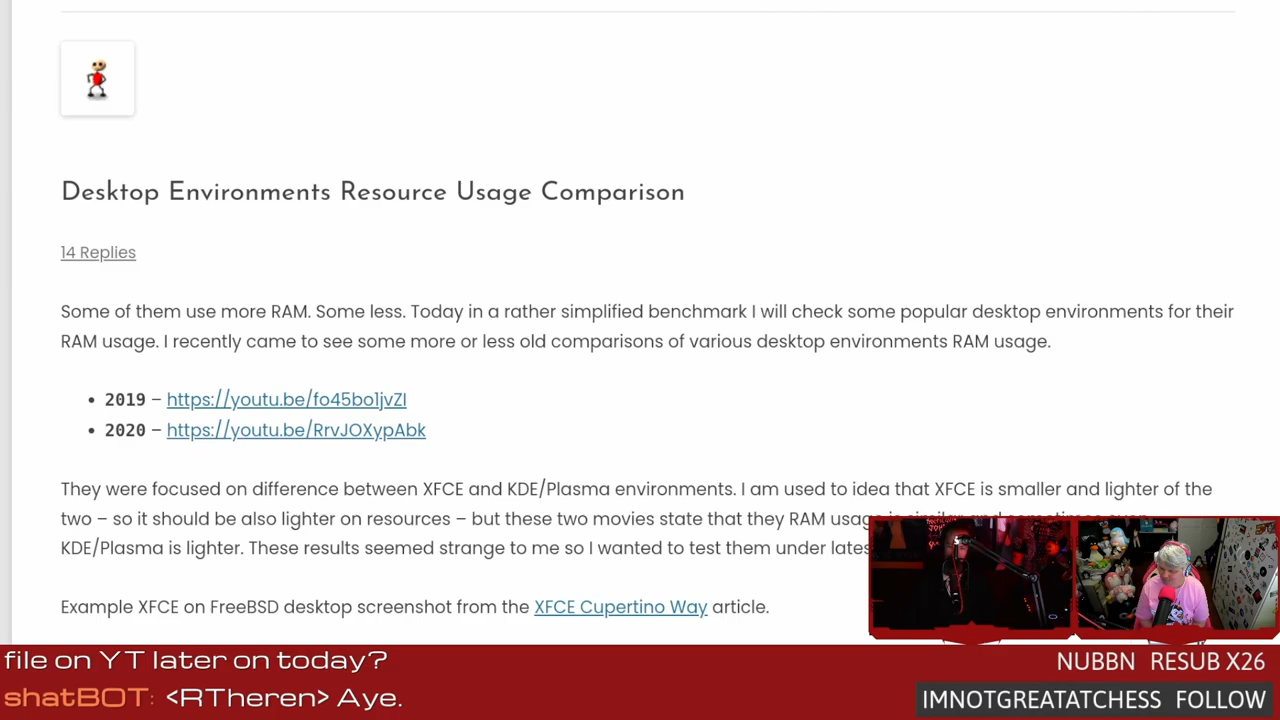 Desktop Environments Resource Usage Comparison
14 Replies
Some of them use more RAM. Some less. Today in a rather simplified benchmark I will check some popular desktop environments for their
RAM usage. I recently came to see some more or less old comparisons of various desktop environments RAM usage.
• 2019 – https://youtu.be/fo45bo1jvZI
• 2020 – https://youtu.be/RrvJOXypAbk
They were focused on difference between XFCE and KDE/Plasma environments. I am used to idea that XFCE is smaller and lighter of the
two – so it should be also lighter on resources – but these two movies state that they RAM usage is similar and sometimes even
KDE/Plasma is lighter. These results seemed strange to me so I wanted to test them under
Example XFCE on FreeBSD desktop screenshot from the XFCE Cupertino Way article.
file on YT later on today?
shatBOT: <RTheren> Aye.
NUBBN RESUB X26
IMNOTGREATATCHESS FOLLOW